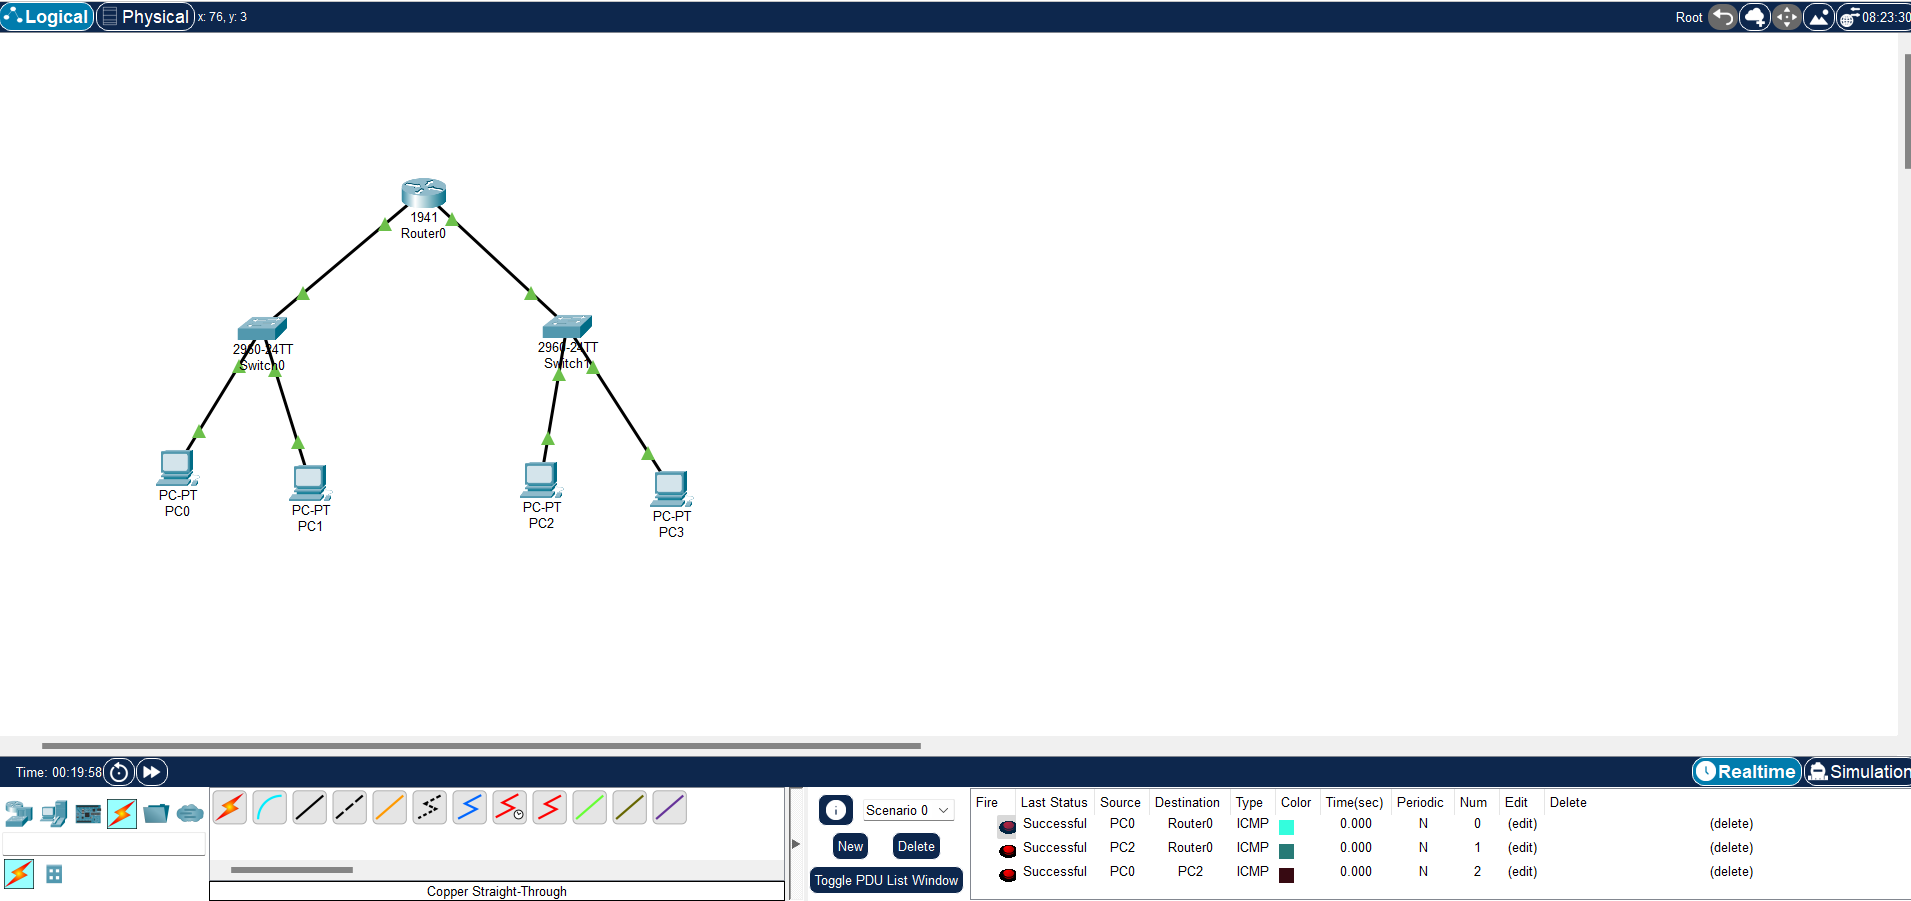 Logical Physical x: 76, y: 3 Root 08:23:30
1941
Router0
2960-24TT
Switch0
2960-24TT
Switch1
PC-PT
PC0
PC-PT
PC1
PC-PT
PC2
PC-PT
PC3
Time: 00:19:58 Realtime Simulation
Scenario 0
New Delete
Toggle PDU List Window
Copper Straight-Through
Fire Last Status Source Destination Type Color Time(sec) Periodic Num Edit Delete
Successful PC0 Router0 ICMP 0.000 N 0 (edit) (delete)
Successful PC2 Router0 ICMP 0.000 N 1 (edit) (delete)
Successful PC0 PC2 ICMP 0.000 N 2 (edit) (delete)